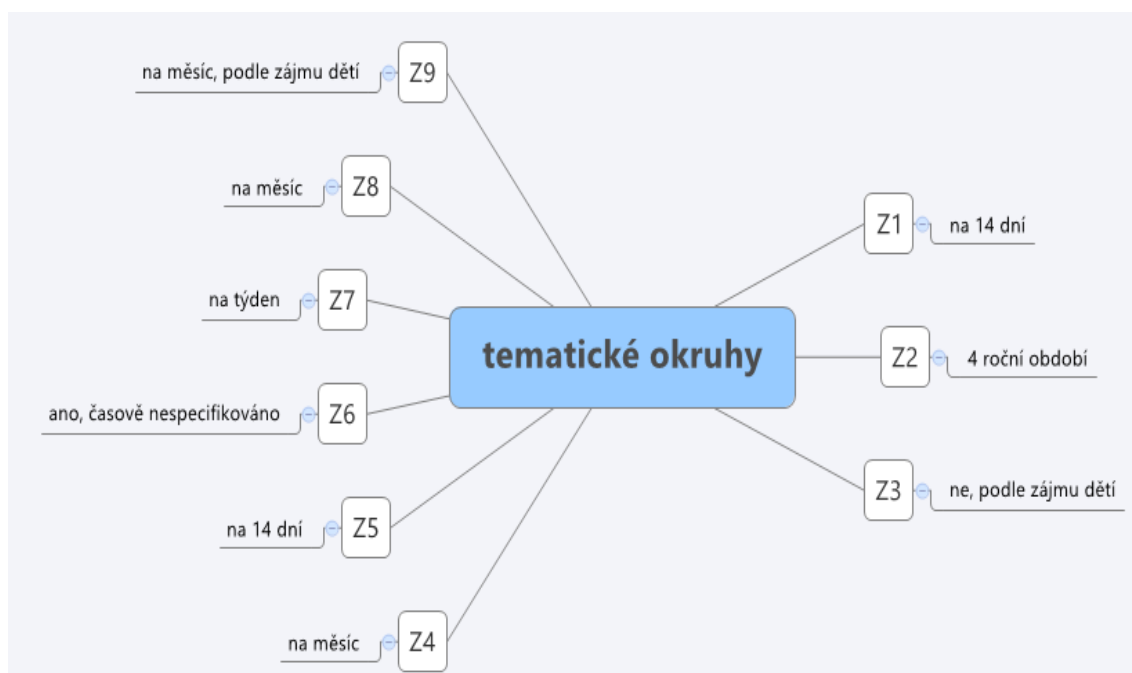 na měsíc, podle zájmu dětí
Z9
na měsíc
Z8
Z1
na 14 dní
na týden
Z7
tematické okruhy
Z2
4 roční období
ano, časově nespecifikováno
Z6
Z3
ne, podle zájmu dětí
na 14 dní
Z5
na měsíc
Z4